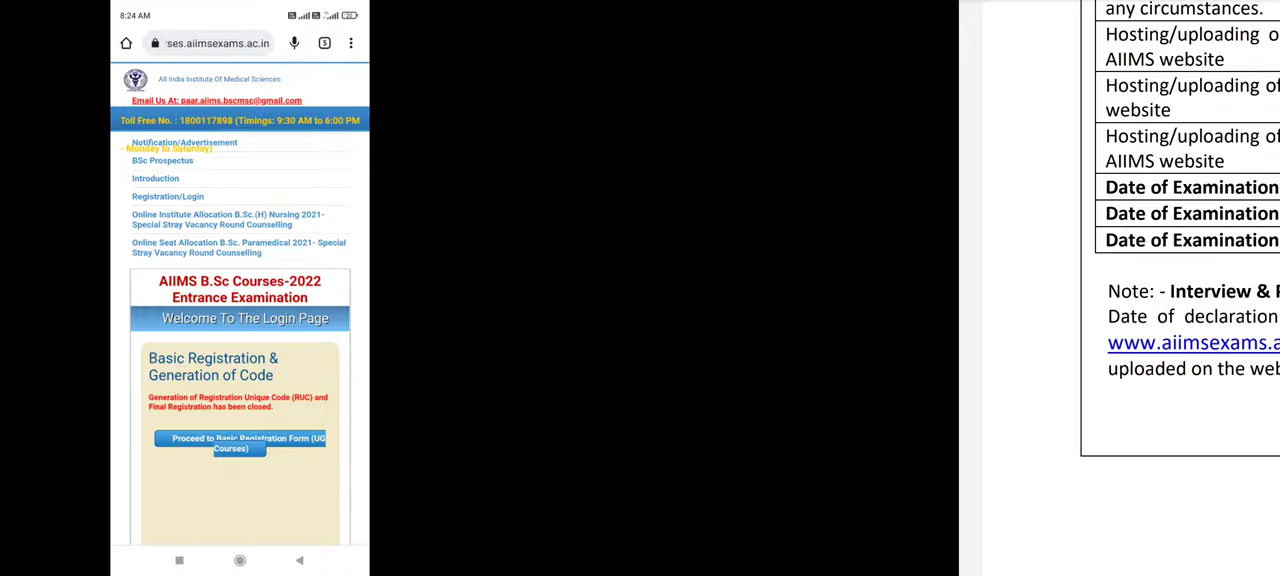 8:24 AM
ses.aiimsexams.ac.in
5
All India Institute Of Medical Sciences
Email Us At: paar.aiims.bscmsc@gmail.com
Toll Free No. : 1800117898 (Timings: 9:30 AM to 6:00 PM
- Monday to Saturday)
Notification/Advertisement
BSc Prospectus
Introduction
Registration/Login
Online Institute Allocation B.Sc.(H) Nursing 2021-
Special Stray Vacancy Round Counselling
Online Seat Allocation B.Sc. Paramedical 2021- Special
Stray Vacancy Round Counselling
AIIMS B.Sc Courses-2022
Entrance Examination
Welcome To The Login Page
Basic Registration &
Generation of Code
Generation of Registration Unique Code (RUC) and
Final Registration has been closed.
Proceed to Basic Registration Form (UG
Courses)
any circumstances.
Hosting/uploading o
AIIMS website
Hosting/uploading of
website
Hosting/uploading of
AIIMS website
Date of Examination
Date of Examination
Date of Examination
Note: - Interview & P
Date of declaration
www.aiimsexams.a
uploaded on the web